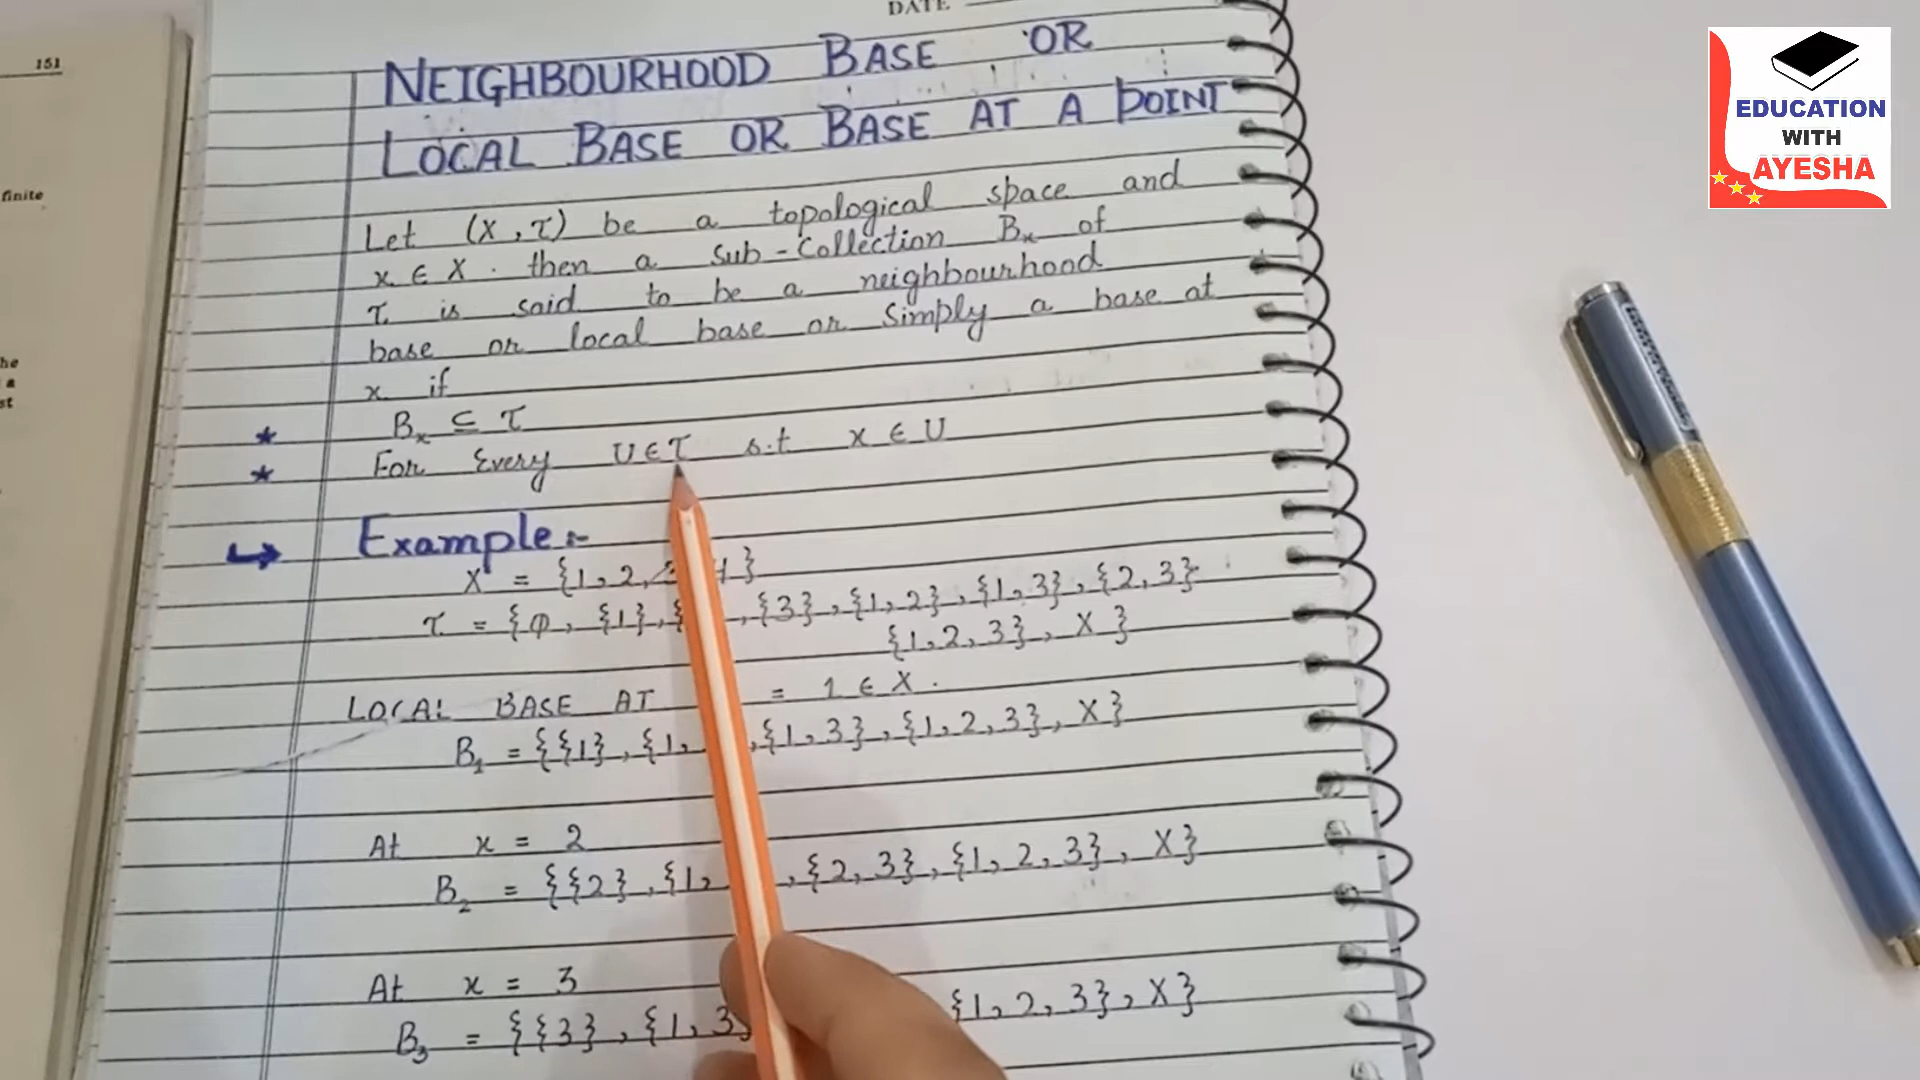 151
finite
he
a
st
DATE
NEIGHBOURHOOD BASE OR
LOCAL BASE OR BASE AT A POINT
Let (X, τ) be a topological space and
x ∈ X. then a Sub-Collection Bₓ of
τ is said to be a neighbourhood
base or local base or Simply a base at
x if
* Bₓ ⊆ τ
* For Every U ∈ τ s.t x ∈ U
↳ Example:-
X = {1, 2, }
τ = {φ, {1}, { , {3}, {1, 2}, {1, 3}, {2, 3}
{1, 2, 3}, X }
LOCAL BASE AT = 1 ∈ X.
B₁ = {{1}, {1, , {1, 3}, {1, 2, 3}, X}
At x = 2
B₂ = {{2}, {1, , {2, 3}, {1, 2, 3}, X}
At x = 3
B₃ = {{3}, {1, 3 {1, 2, 3}, X}
EDUCATION
WITH
AYESHA